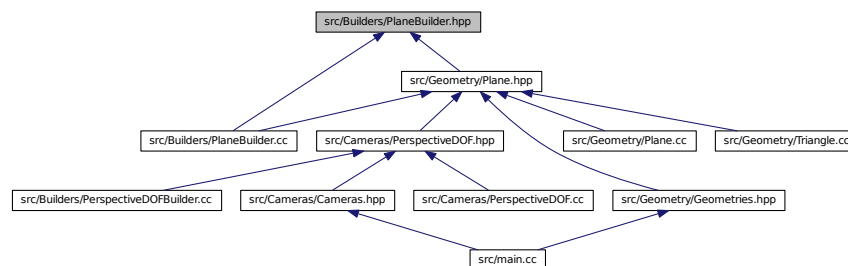 src/Builders/PlaneBuilder.hpp
src/Geometry/Plane.hpp
src/Builders/PlaneBuilder.cc
src/Cameras/PerspectiveDOF.hpp
src/Geometry/Plane.cc
src/Geometry/Triangle.cc
src/Builders/PerspectiveDOFBuilder.cc
src/Cameras/Cameras.hpp
src/Cameras/PerspectiveDOF.cc
src/Geometry/Geometries.hpp
src/main.cc